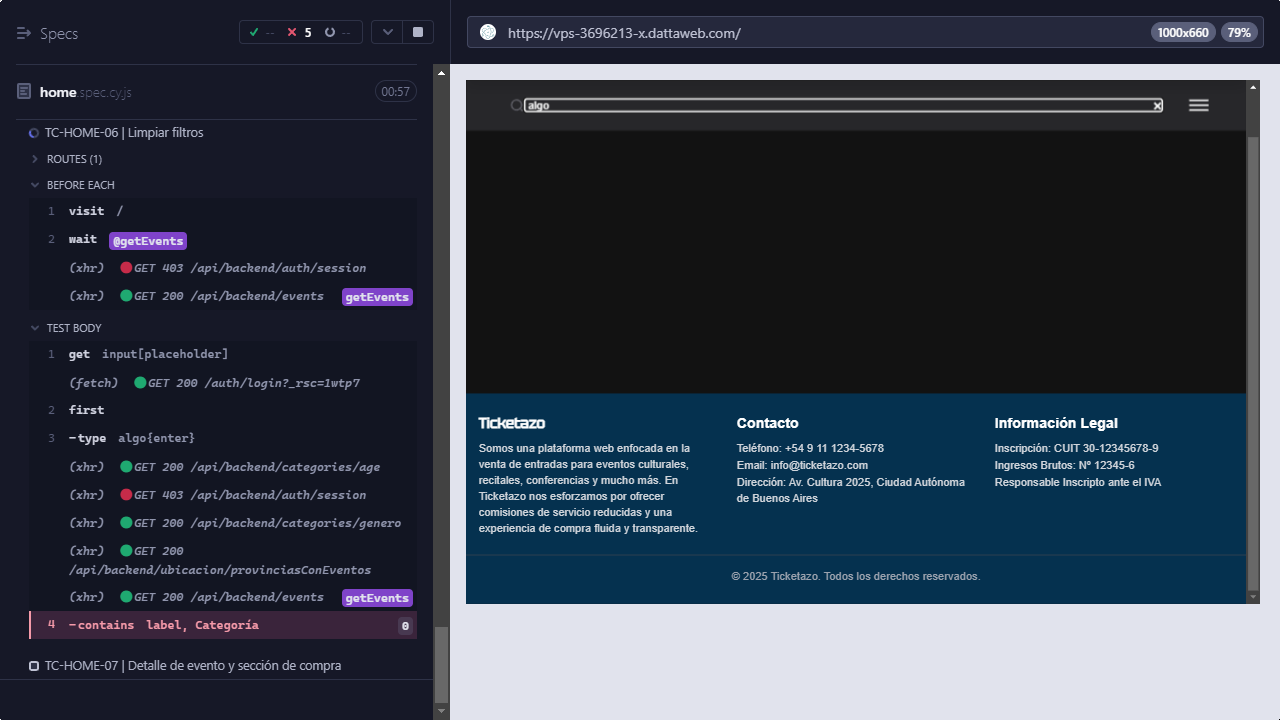 Specs
-- 5 --
home.spec.cy.js
00:57
TC-HOME-06 | Limpiar filtros
ROUTES (1)
BEFORE EACH
1 visit /
2 wait @getEvents
(xhr) GET 403 /api/backend/auth/session
(xhr) GET 200 /api/backend/events getEvents
TEST BODY
1 get input[placeholder]
(fetch) GET 200 /auth/login?_rsc=1wtp7
2 first
3 -type algo{enter}
(xhr) GET 200 /api/backend/categories/age
(xhr) GET 403 /api/backend/auth/session
(xhr) GET 200 /api/backend/categories/genero
(xhr) GET 200
/api/backend/ubicacion/provinciasConEventos
(xhr) GET 200 /api/backend/events getEvents
4 -contains label, Categoría 0
TC-HOME-07 | Detalle de evento y sección de compra
https://vps-3696213-x.dattaweb.com/
1000x660 79%
algo
Ticketazo
Somos una plataforma web enfocada en la
venta de entradas para eventos culturales,
recitales, conferencias y mucho más. En
Ticketazo nos esforzamos por ofrecer
comisiones de servicio reducidas y una
experiencia de compra fluida y transparente.
Contacto
Teléfono: +54 9 11 1234-5678
Email: info@ticketazo.com
Dirección: Av. Cultura 2025, Ciudad Autónoma
de Buenos Aires
Información Legal
Inscripción: CUIT 30-12345678-9
Ingresos Brutos: Nº 12345-6
Responsable Inscripto ante el IVA
© 2025 Ticketazo. Todos los derechos reservados.